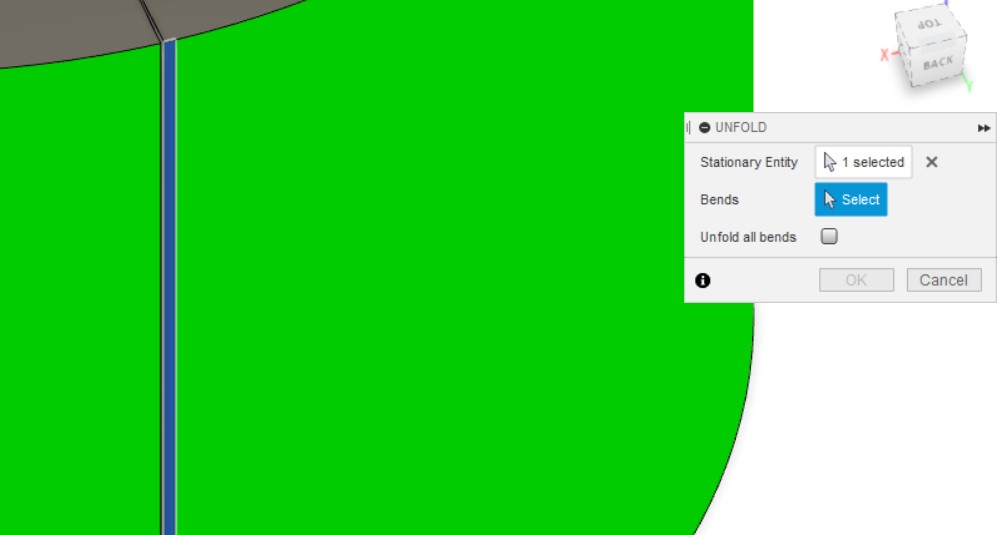 TOP
X
BACK
Y
UNFOLD
Stationary Entity 1 selected
Bends Select
Unfold all bends
OK Cancel